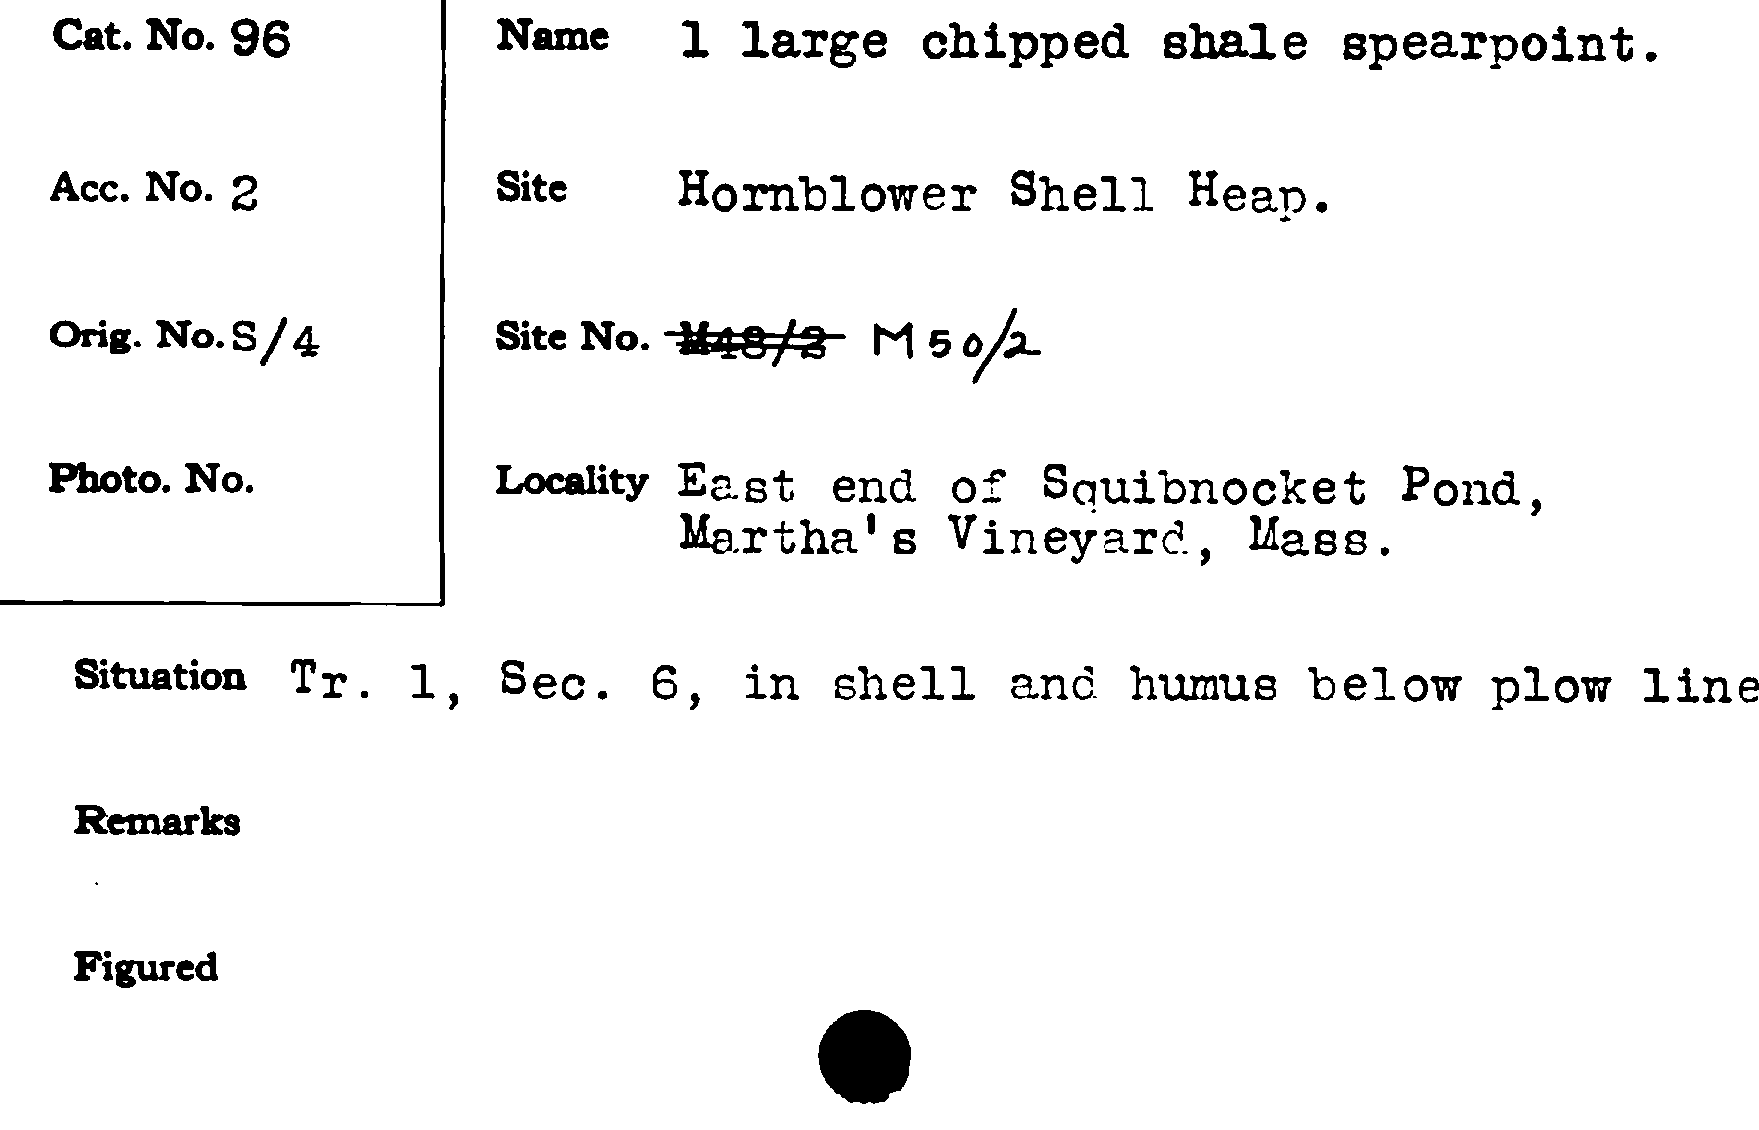 Cat. No. 96
Name 1 large chipped shale spearpoint.
Acc. No. 2
Site Hornblower Shell Heap.
Orig. No. S/4
Site No. M48/2 M50/2
Photo. No.
Locality East end of Squibnocket Pond,
Martha's Vineyard, Mass.
Situation Tr. 1, Sec. 6, in shell and humus below plow line
Remarks
Figured